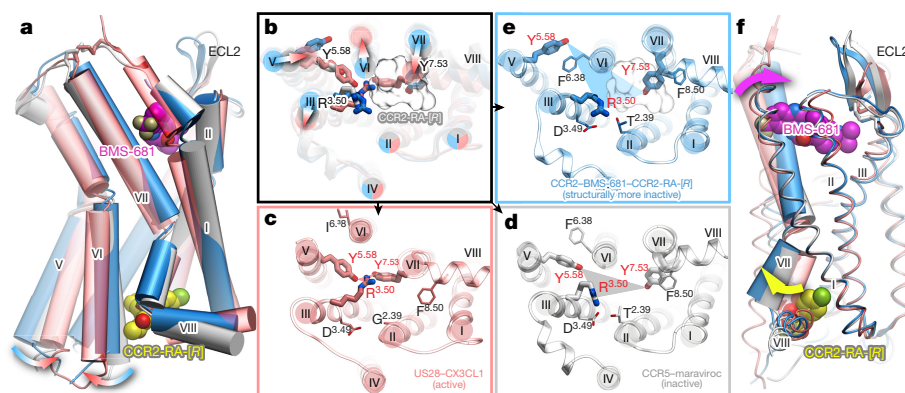 a
ECL2
BMS-681
II
VII
I
V
VI
VIII
CCR2-RA-[R]
b
Y5.58
VII
VIII
V
VI
Y7.53
III
R3.50
CCR2-RA-[R]
II
I
IV
c
I6.38
VI
V
Y5.58
Y7.53
VII
VIII
R3.50
III
F8.50
D3.49
G2.39
I
II
IV
US28–CX3CL1
(active)
d
F6.38
VI
V
VII
VIII
Y5.58
Y7.53
R3.50
III
F8.50
D3.49
T2.39
II
I
IV
CCR5–maraviroc
(inactive)
e
Y5.58
VII
VIII
V
VI
Y7.53
F6.38
F8.50
III
R3.50
D3.49
T2.39
II
I
IV
CCR2–BMS-681–CCR2-RA-[R]
(structurally more inactive)
f
ECL2
BMS-681
III
II
VII
I
VIII
CCR2-RA-[R]